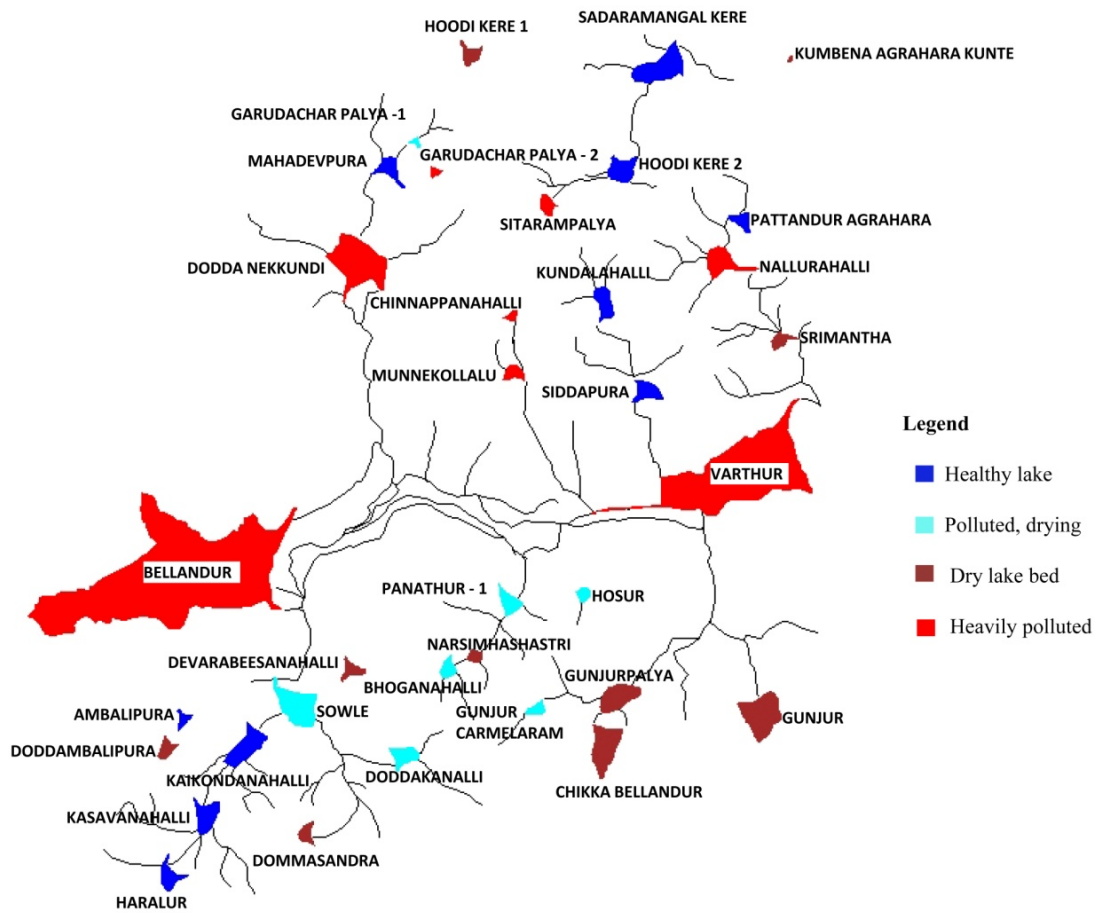 SADARAMANGAL KERE
HOODI KERE 1
KUMBENA AGRAHARA KUNTE
GARUDACHAR PALYA -1
MAHADEVPURA
GARUDACHAR PALYA - 2
HOODI KERE 2
SITARAMPALYA
PATTANDUR AGRAHARA
DODDA NEKKUNDI
KUNDALAHALLI
NALLURAHALLI
CHINNAPPANAHALLI
SRIMANTHA
MUNNEKOLLALU
SIDDAPURA
Legend
VARTHUR
Healthy lake
Polluted, drying
BELLANDUR
Dry lake bed
PANATHUR - 1
HOSUR
Heavily polluted
NARSIMHASHASTRI
DEVARABEESANAHALLI
BHOGANAHALLI
GUNJURPALYA
AMBALIPURA
SOWLE
GUNJUR
CARMELARAM
GUNJUR
DODDAMBALIPURA
KAIKONDANAHALLI
DODDAKANALLI
CHIKKA BELLANDUR
KASAVANAHALLI
DOMMASANDRA
HARALUR